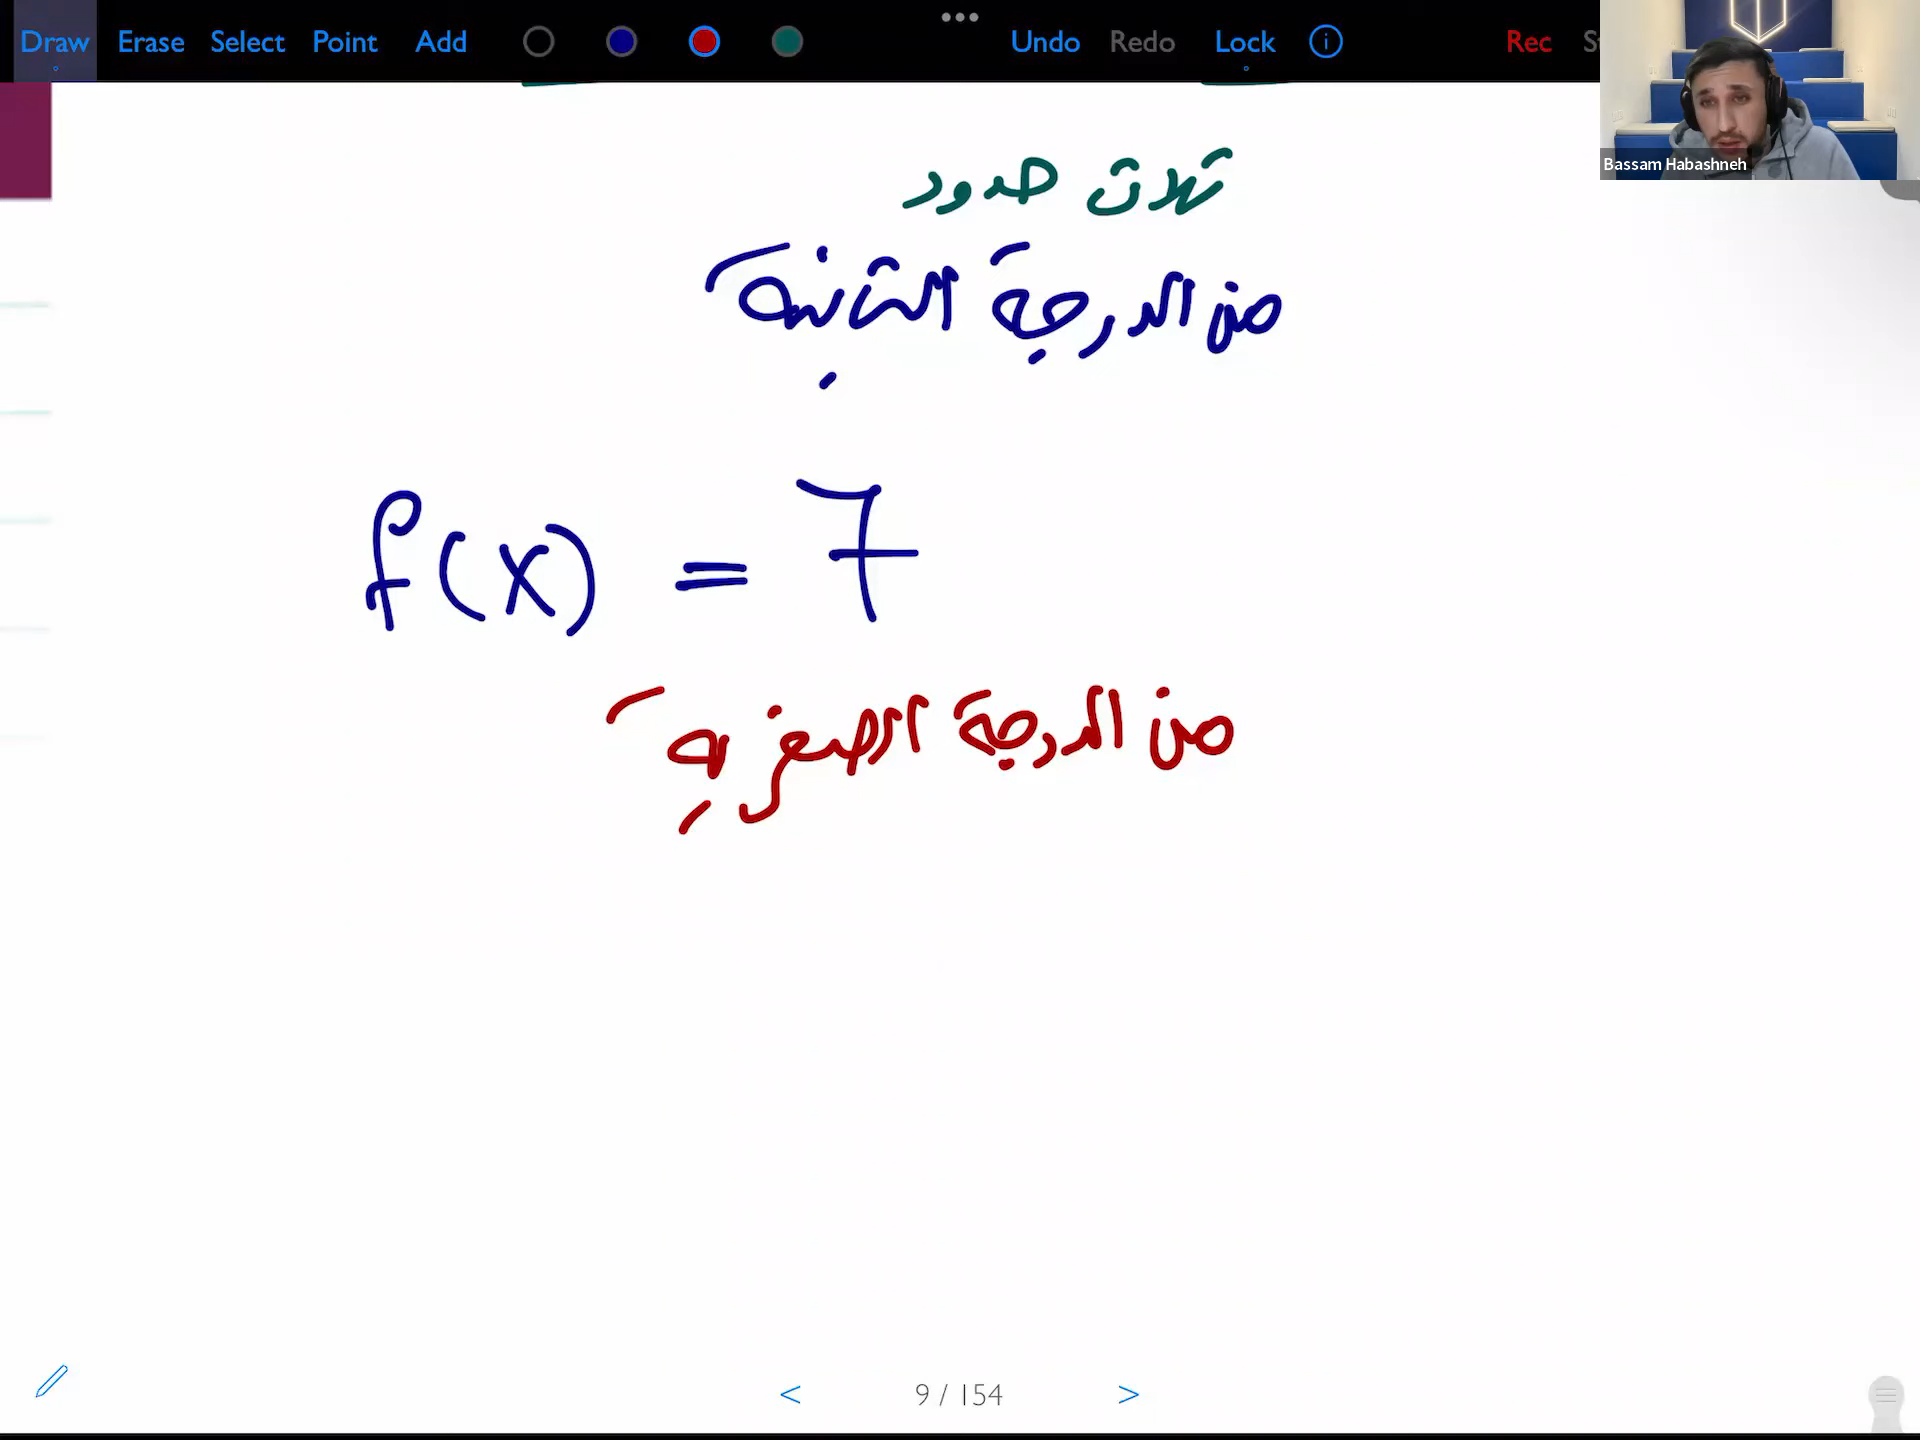 Draw Erase Select Point Add Undo Redo Lock Rec
Bassam Habashneh
ثلاث حدود
من الدرجة الثانية
f(x) = 7
من الدرجة الصفرية
< 9 / 154 >